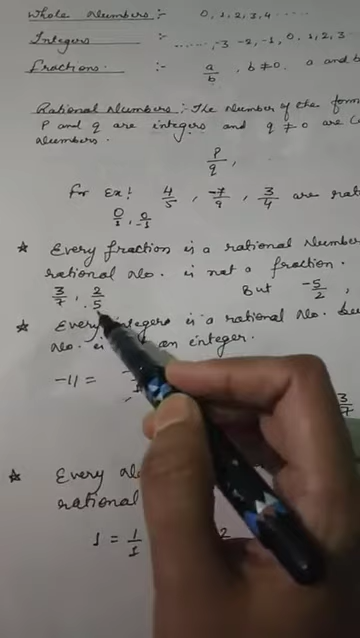 Whole Numbers :- 0, 1, 2, 3, 4 ......
Integers :- ......, -3 -2, -1, 0, 1, 2, 3
fractions :- a/b , b ≠ 0. a and b
Rational Numbers :- The Number of the form
P and q are integers and q ≠ 0 are
Numbers.
P/q ,
For Ex! 4/5 , -7/9 , 3/4 are
0/1 , 0/-1
☆ Every fraction is a rational Number
rational No. is not a fraction.
3/7 , 2/5 But -5/2 ,
☆ Every integers is a rational No.
No. is an integer.
-11 = 3/7
☆ Every
rational
1 = 1/1 2